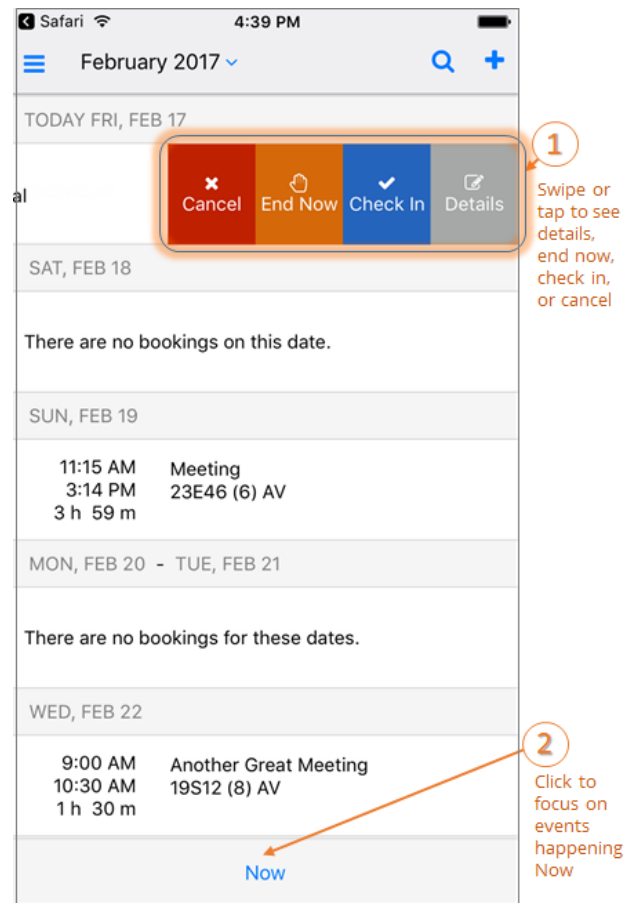 Safari 4:39 PM
February 2017
TODAY FRI, FEB 17
al
Cancel End Now Check In Details
1
Swipe or
tap to see
details,
end now,
check in,
or cancel
SAT, FEB 18
There are no bookings on this date.
SUN, FEB 19
11:15 AM Meeting
3:14 PM 23E46 (6) AV
3 h 59 m
MON, FEB 20 - TUE, FEB 21
There are no bookings for these dates.
WED, FEB 22
9:00 AM Another Great Meeting
10:30 AM 19S12 (8) AV
1 h 30 m
2
Click to
focus on
events
happening
Now
Now